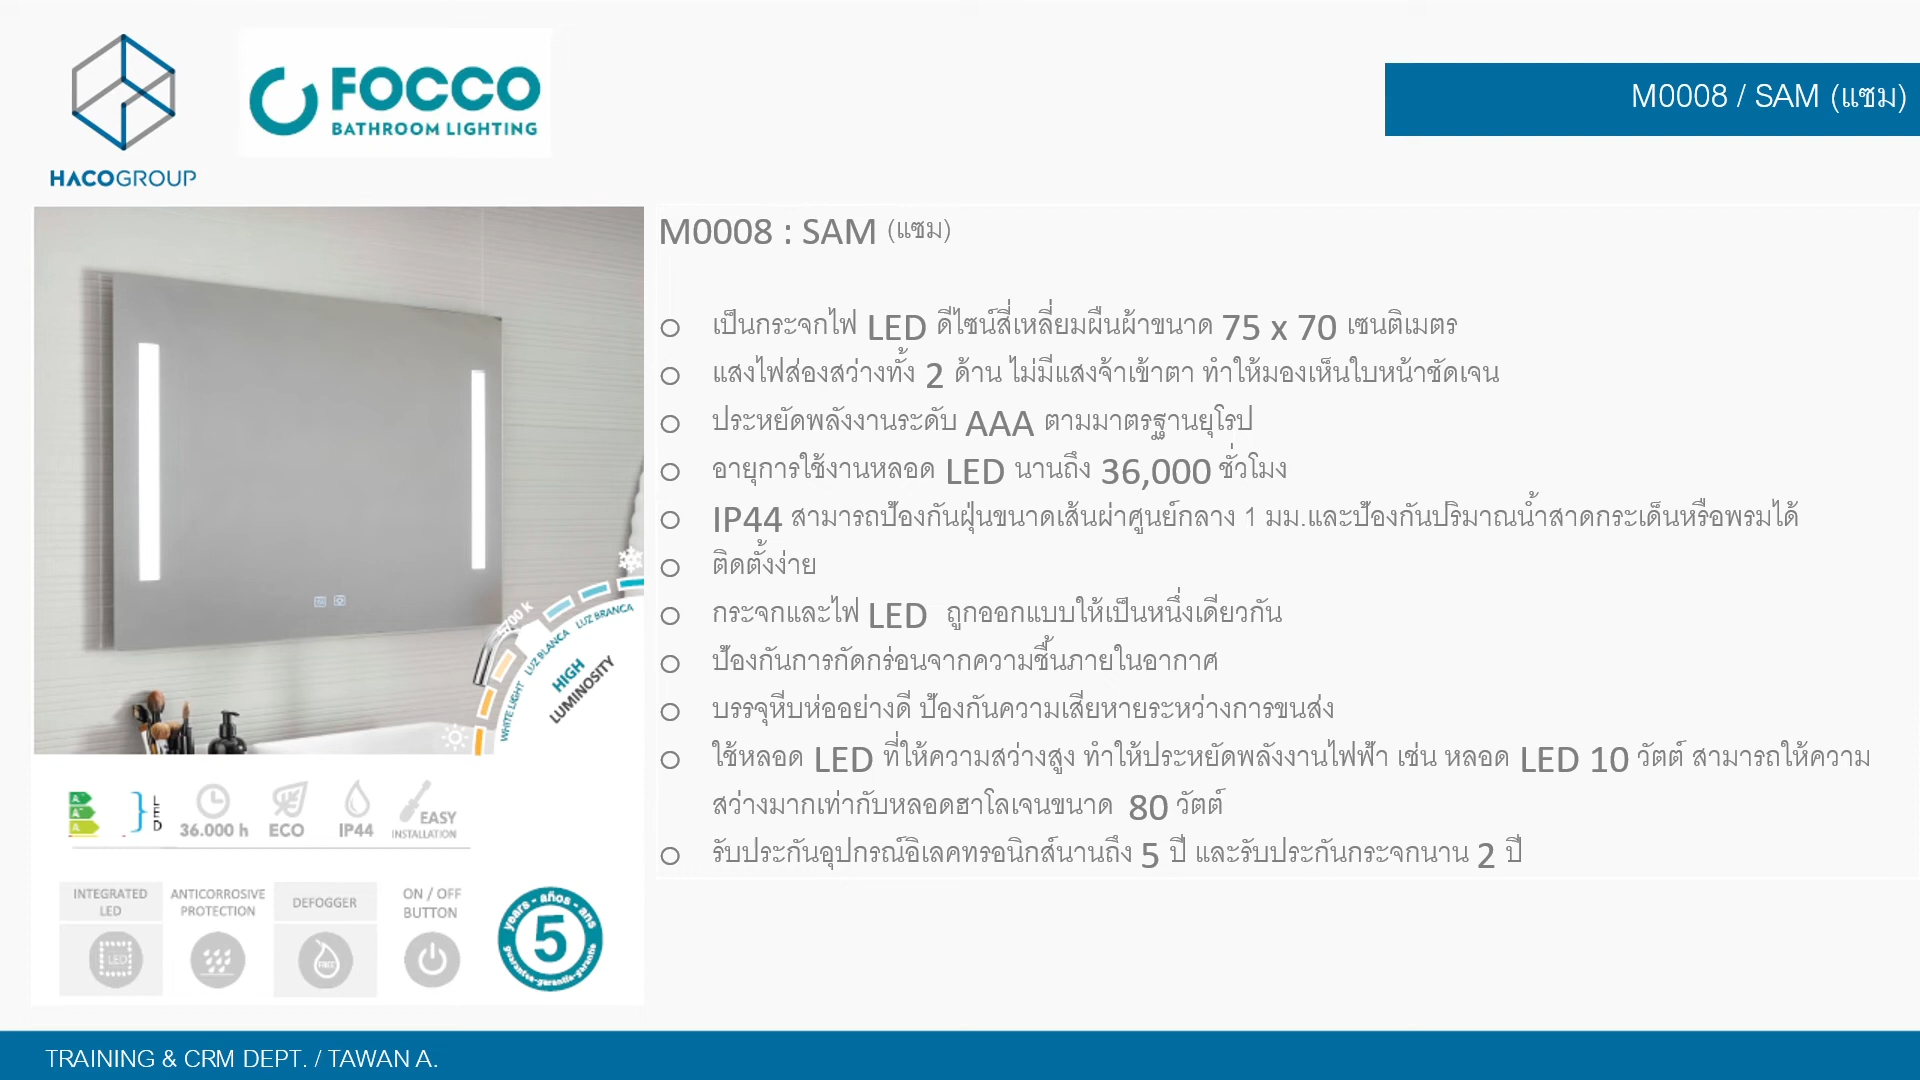 HACOGROUP
FOCCO
BATHROOM LIGHTING
M0008 / SAM (แซม)
M0008 : SAM (แซม)
เป็นกระจกไฟ LED ดีไซน์สี่เหลี่ยมผืนผ้าขนาด 75 x 70 เซนติเมตร
แสงไฟส่องสว่างทั้ง 2 ด้าน ไม่มีแสงจ้าเข้าตา ทำให้มองเห็นใบหน้าชัดเจน
ประหยัดพลังงานระดับ AAA ตามมาตรฐานยุโรป
อายุการใช้งานหลอด LED นานถึง 36,000 ชั่วโมง
IP44 สามารถป้องกันฝุ่นขนาดเส้นผ่าศูนย์กลาง 1 มม.และป้องกันปริมาณน้ำสาดกระเด็นหรือพรมได้
ติดตั้งง่าย
กระจกและไฟ LED ถูกออกแบบให้เป็นหนึ่งเดียวกัน
ป้องกันการกัดกร่อนจากความชื้นภายในอากาศ
บรรจุหีบห่ออย่างดี ป้องกันความเสียหายระหว่างการขนส่ง
ใช้หลอด LED ที่ให้ความสว่างสูง ทำให้ประหยัดพลังงานไฟฟ้า เช่น หลอด LED 10 วัตต์ สามารถให้ความ
สว่างมากเท่ากับหลอดฮาโลเจนขนาด 80 วัตต์
รับประกันอุปกรณ์อิเลคทรอนิกส์นานถึง 5 ปี และรับประกันกระจกนาน 2 ปี
WHITE LIGHT LUZ BLANCA LUZ BRANCA
HIGH
LUMINOSITY
LED
36.000 h ECO IP44 EASY
INSTALLATION
INTEGRATED
LED
ANTICORROSIVE
PROTECTION
DEFOGGER
ON / OFF
BUTTON
LED
FREE
years - años - ans
5
guarantee-garantía-garantie
TRAINING & CRM DEPT. / TAWAN A.